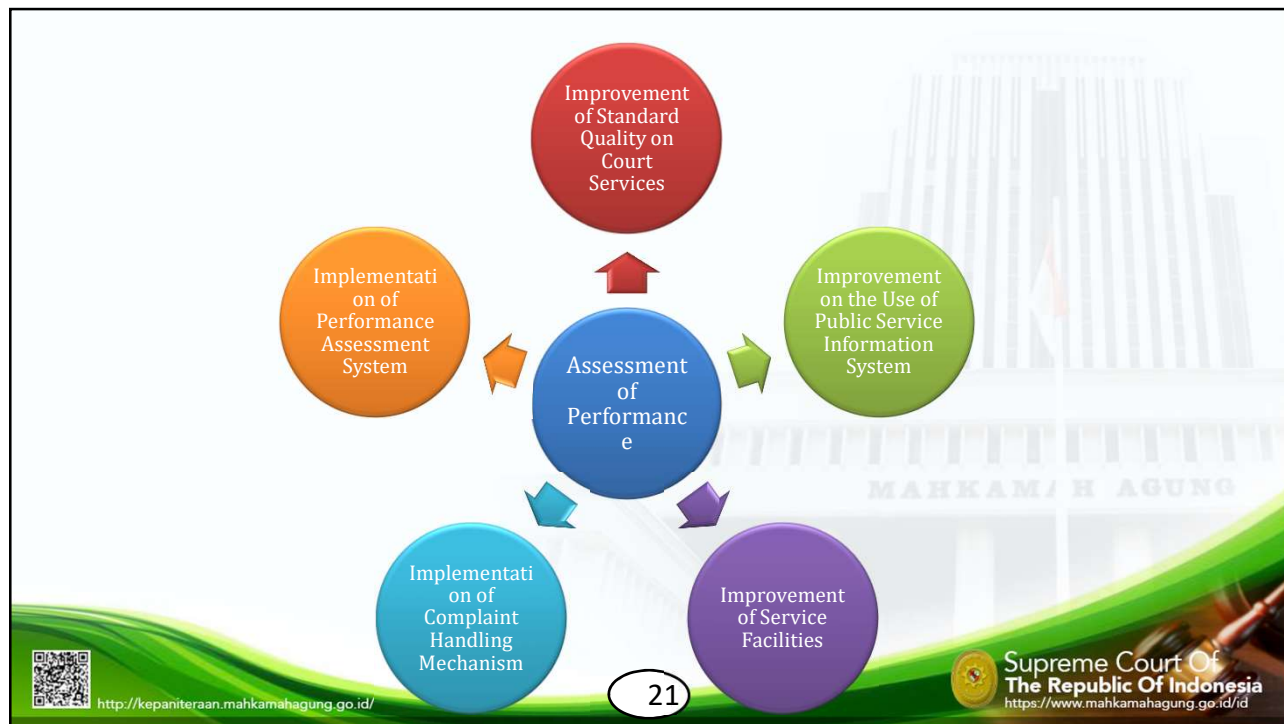 Improvement
of Standard
Quality on
Court
Services
Implementati
on of
Performance
Assessment
System
Improvement
on the Use of
Public Service
Information
System
Assessment
of
Performanc
e
MAHKAMAH AGUNG
Implementati
on of
Complaint
Handling
Mechanism
Improvement
of Service
Facilities
http://kepaniteraan.mahkamahagung.go.id/
21
Supreme Court Of
The Republic Of Indonesia
https://www.mahkamahagung.go.id/id